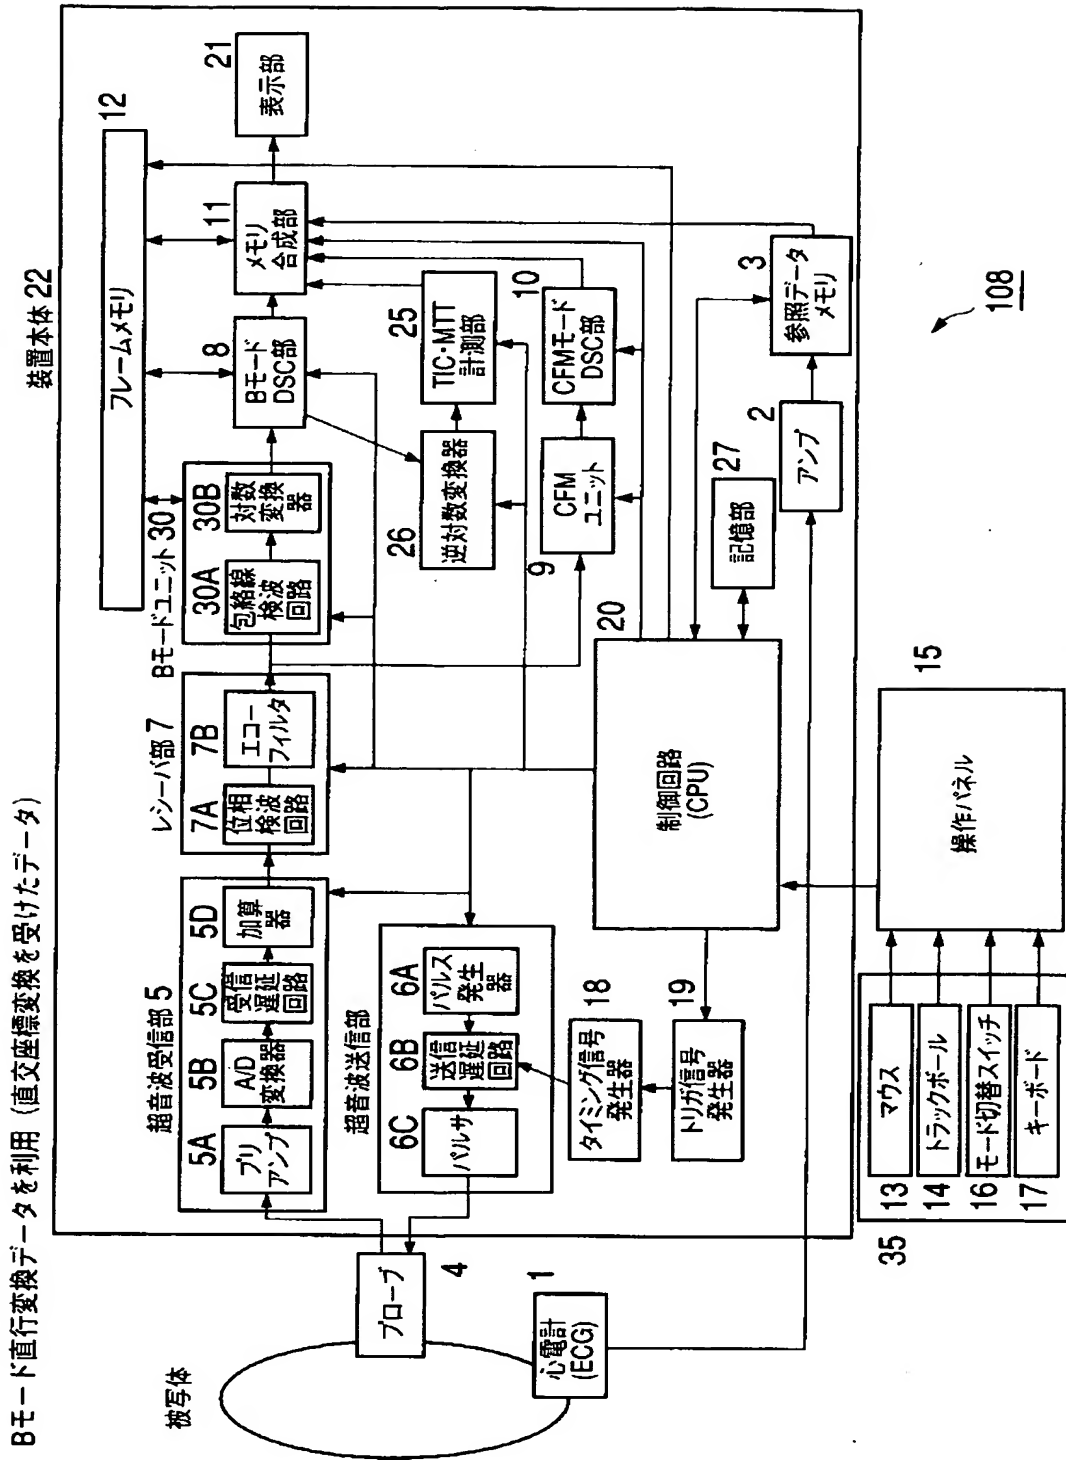 Bモード直行変換データを利用（直交座標変換を受けたデータ）
装置本体 22
フレームメモリ
12
表示部
21
メモリ
合成部
11
Bモード
DSC部
8
Bモードユニット 30
30A
包絡線
検波
回路
30B
対数
変換
器
レシーバ部 7
7A
位相
検波
回路
7B
エコー
フィルタ
超音波受信部 5
5A
プリ
アンプ
5B
A/D
変換器
5C
受信
遅延
回路
5D
加算
器
超音波送信部
6A
パルス
発生
器
6B
送信
遅延
回路
6C
パルサ
TIC・MTT
計測部
25
逆対数変換器
26
CFMモード
DSC部
10
CFM
ユニット
9
参照データ
メモリ
3
アンプ
2
記憶部
27
制御回路
(CPU)
20
タイミング信号
発生器
18
トリガ信号
発生器
19
プローブ
4
心電計
(ECG)
1
被写体
操作パネル
15
マウス
13
トラックボール
14
モード切替スイッチ
16
キーボード
17
35
108